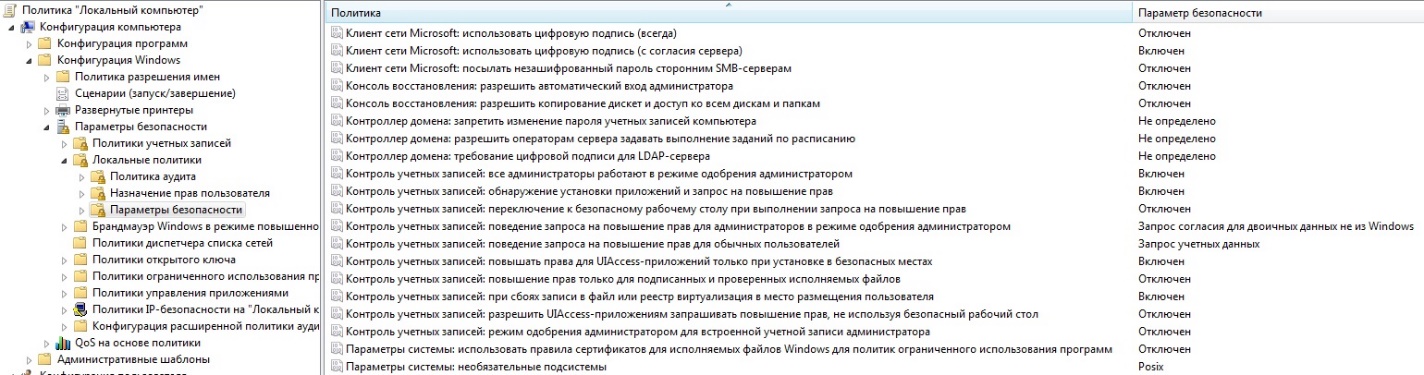 Политика "Локальный компьютер"
Конфигурация компьютера
Конфигурация программ
Конфигурация Windows
Политика разрешения имен
Сценарии (запуск/завершение)
Развернутые принтеры
Параметры безопасности
Политики учетных записей
Локальные политики
Политика аудита
Назначение прав пользователя
Параметры безопасности
Брандмауэр Windows в режиме повышенно
Политики диспетчера списка сетей
Политики открытого ключа
Политики ограниченного использования пр
Политики управления приложениями
Политики IP-безопасности на "Локальный к
Конфигурация расширенной политики ауди
QoS на основе политики
Административные шаблоны
Политика Параметр безопасности
Клиент сети Microsoft: использовать цифровую подпись (всегда) Отключен
Клиент сети Microsoft: использовать цифровую подпись (с согласия сервера) Включен
Клиент сети Microsoft: посылать незашифрованный пароль сторонним SMB-серверам Отключен
Консоль восстановления: разрешить автоматический вход администратора Отключен
Консоль восстановления: разрешить копирование дискет и доступ ко всем дискам и папкам Отключен
Контроллер домена: запретить изменение пароля учетных записей компьютера Не определено
Контроллер домена: разрешить операторам сервера задавать выполнение заданий по расписанию Не определено
Контроллер домена: требование цифровой подписи для LDAP-сервера Не определено
Контроль учетных записей: все администраторы работают в режиме одобрения администратором Включен
Контроль учетных записей: обнаружение установки приложений и запрос на повышение прав Включен
Контроль учетных записей: переключение к безопасному рабочему столу при выполнении запроса на повышение прав Отключен
Контроль учетных записей: поведение запроса на повышение прав для администраторов в режиме одобрения администратором Запрос согласия для двоичных данных не из Windows
Контроль учетных записей: поведение запроса на повышение прав для обычных пользователей Запрос учетных данных
Контроль учетных записей: повышать права для UIAccess-приложений только при установке в безопасных местах Включен
Контроль учетных записей: повышение прав только для подписанных и проверенных исполняемых файлов Отключен
Контроль учетных записей: при сбоях записи в файл или реестр виртуализация в место размещения пользователя Включен
Контроль учетных записей: разрешить UIAccess-приложениям запрашивать повышение прав, не используя безопасный рабочий стол Отключен
Контроль учетных записей: режим одобрения администратором для встроенной учетной записи администратора Отключен
Параметры системы: использовать правила сертификатов для исполняемых файлов Windows для политик ограниченного использования программ Отключен
Параметры системы: необязательные подсистемы Posix